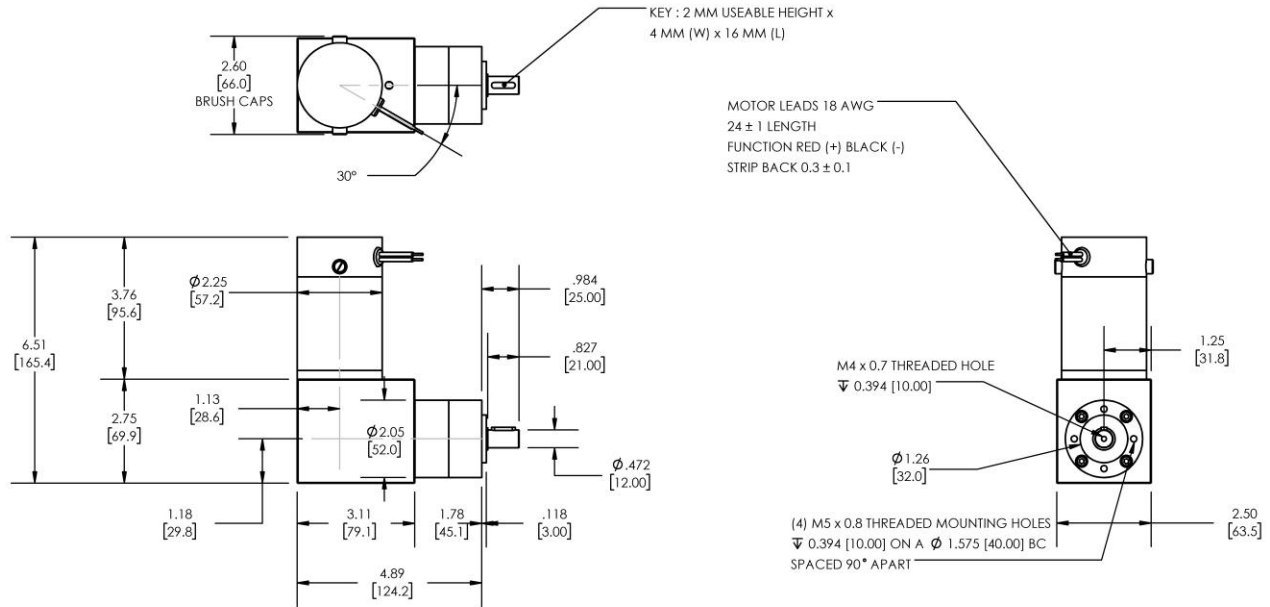 KEY : 2 MM USEABLE HEIGHT x
4 MM (W) x 16 MM (L)
2.60
[66.0]
BRUSH CAPS
30°
MOTOR LEADS 18 AWG
24 ± 1 LENGTH
FUNCTION RED (+) BLACK (-)
STRIP BACK 0.3 ± 0.1
6.51
[165.4]
3.76
[95.6]
2.75
[69.9]
Φ2.25
[57.2]
1.13
[28.6]
Φ2.05
[52.0]
.984
[25.00]
.827
[21.00]
Φ.472
[12.00]
1.18
[29.8]
3.11
[79.1]
1.78
[45.1]
.118
[3.00]
4.89
[124.2]
M4 x 0.7 THREADED HOLE
↧ 0.394 [10.00]
1.25
[31.8]
Φ1.26
[32.0]
(4) M5 x 0.8 THREADED MOUNTING HOLES
↧ 0.394 [10.00] ON A Φ 1.575 [40.00] BC
SPACED 90° APART
2.50
[63.5]